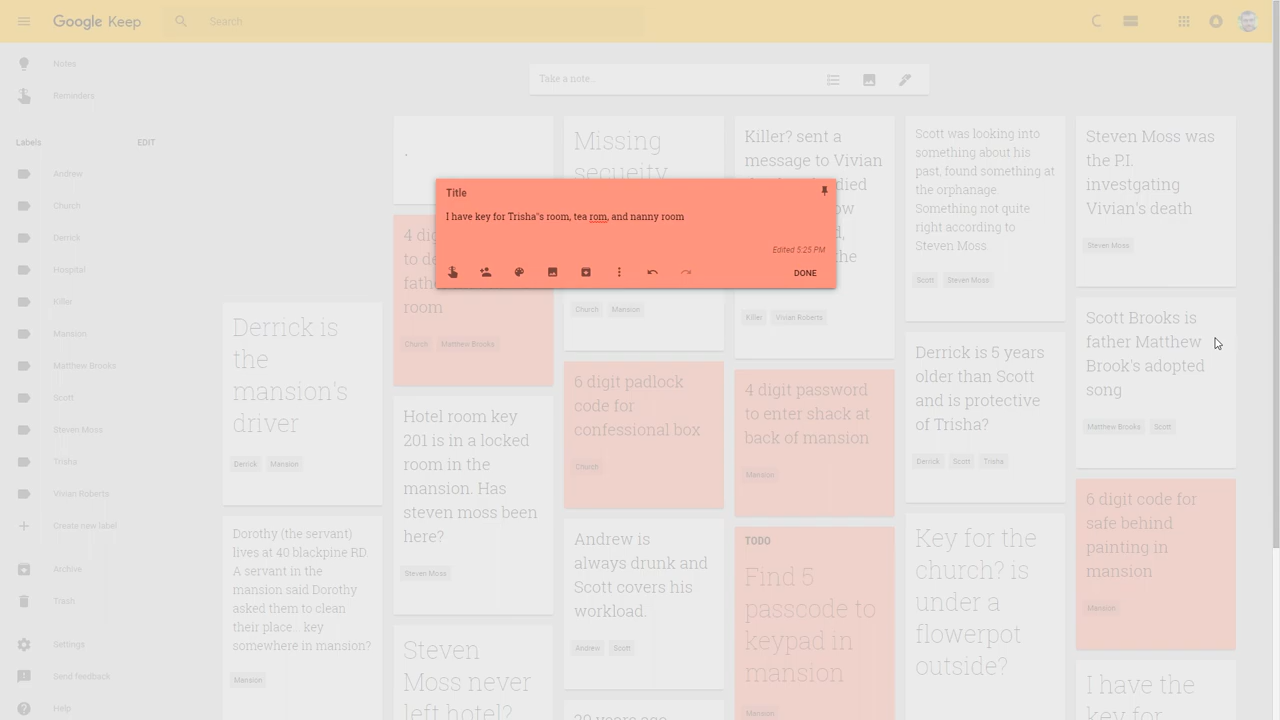 Google Keep
Search
Notes
Reminders
Labels
EDIT
Andrew
Church
Derrick
Hospital
Killer
Mansion
Matthew Brooks
Scott
Steven Moss
Trisha
Vivian Roberts
Create new label
Archive
Trash
Settings
Send feedback
Help
Take a note...
Title
I have key for Trisha"s room, tea rom, and nanny room
Edited 5:25 PM
DONE
Derrick is
the
mansion's
driver
Derrick
Mansion
Dorothy (the servant)
lives at 40 blackpine RD.
A servant in the
mansion said Dorothy
asked them to clean
their place... key
somewhere in mansion?
Mansion
.
4 dig
to de
fath
room
Church
Matthew Brooks
Hotel room key
201 is in a locked
room in the
mansion. Has
steven moss been
here?
Steven Moss
Steven
Moss never
left hotel?
Missing
secueity
Church
Mansion
6 digit padlock
code for
confessional box
Church
Andrew is
always drunk and
Scott covers his
workload.
Andrew
Scott
20 years ago
Killer? sent a
message to Vivian
died
ow
d,
the
Killer
Vivian Roberts
4 digit password
to enter shack at
back of mansion
Mansion
TODO
Find 5
passcode to
keypad in
mansion
Mansion
Scott was looking into
something about his
past, found something at
the orphanage.
Something not quite
right according to
Steven Moss.
Scott
Steven Moss
Derrick is 5 years
older than Scott
and is protective
of Trisha?
Derrick
Scott
Trisha
Key for the
church? is
under a
flowerpot
outside?
Steven Moss was
the P.I.
investgating
Vivian's death
Steven Moss
Scott Brooks is
father Matthew
Brook's adopted
song
Matthew Brooks
Scott
6 digit code for
safe behind
painting in
mansion
Mansion
I have the
key for